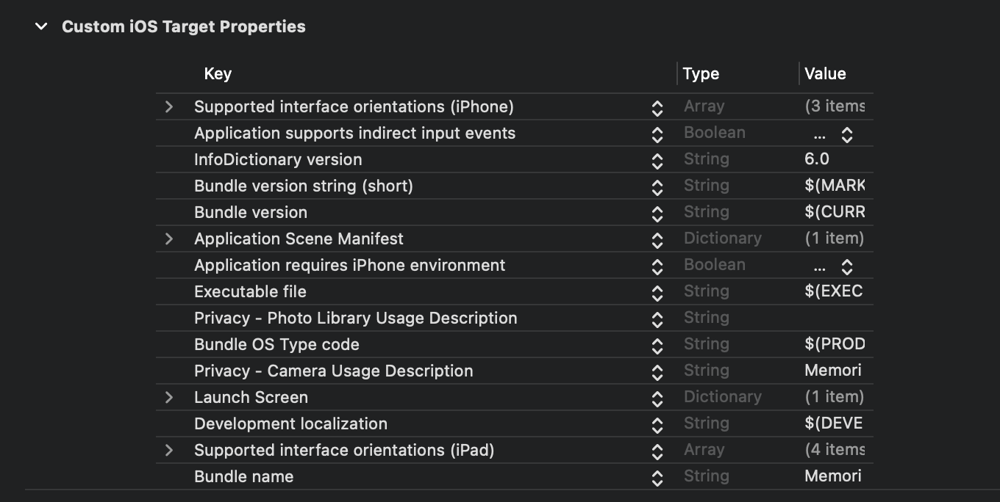 Custom iOS Target Properties
Key Type Value
Supported interface orientations (iPhone) Array (3 items
Application supports indirect input events Boolean ...
InfoDictionary version String 6.0
Bundle version string (short) String $(MARK
Bundle version String $(CURR
Application Scene Manifest Dictionary (1 item)
Application requires iPhone environment Boolean ...
Executable file String $(EXEC
Privacy - Photo Library Usage Description String
Bundle OS Type code String $(PROD
Privacy - Camera Usage Description String Memori
Launch Screen Dictionary (1 item)
Development localization String $(DEVE
Supported interface orientations (iPad) Array (4 items
Bundle name String Memori